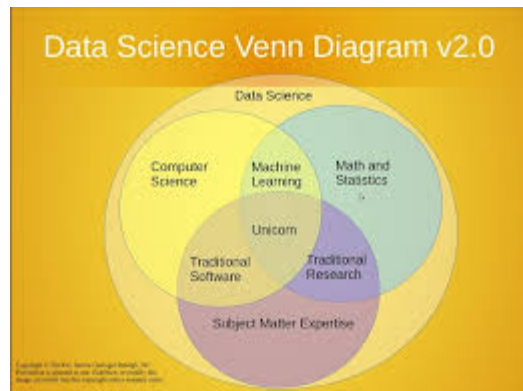 Data Science Venn Diagram v2.0
Data Science
Computer
Science
Machine
Learning
Math and
Statistics
Unicorn
Traditional
Software
Traditional
Research
Subject Matter Expertise